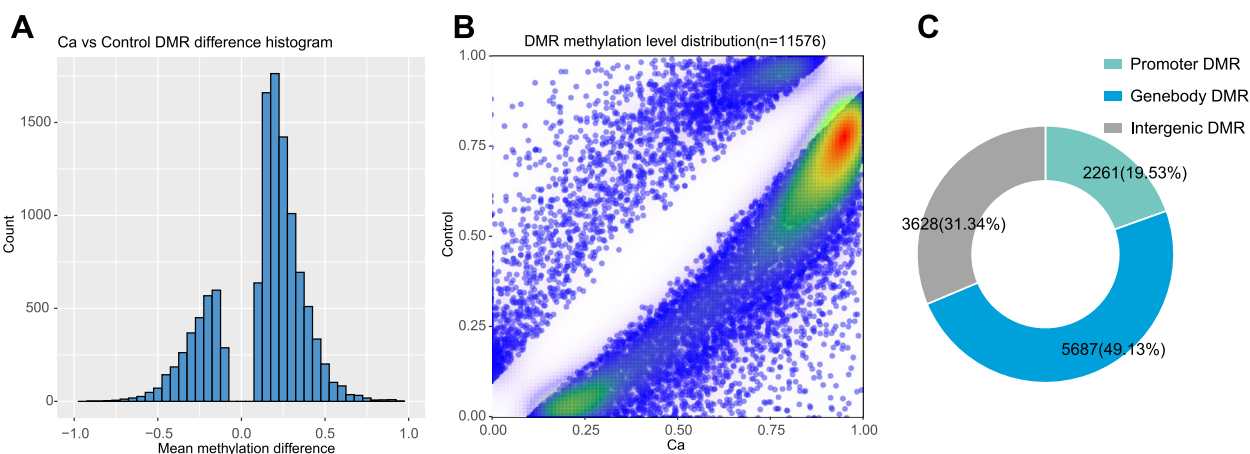 A
Ca vs Control DMR difference histogram
Count
1500
1000
500
0
−1.0
−0.5
0.0
0.5
1.0
Mean methylation difference
B
DMR methylation level distribution(n=11576)
Control
1.00
0.75
0.50
0.25
0.00
0.00
0.25
0.50
0.75
1.00
Ca
C
Promoter DMR
Genebody DMR
Intergenic DMR
2261(19.53%)
3628(31.34%)
5687(49.13%)